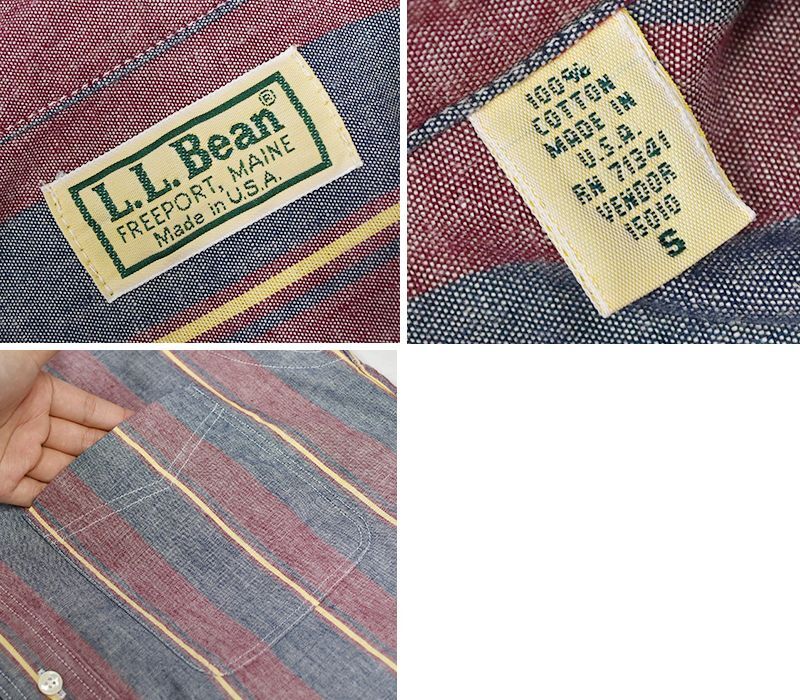 L.L.Bean®
FREEPORT, MAINE
Made in U.S.A.
100%
COTTON
MADE IN
U.S.A.
RN 71341
VENDOR
15010
S